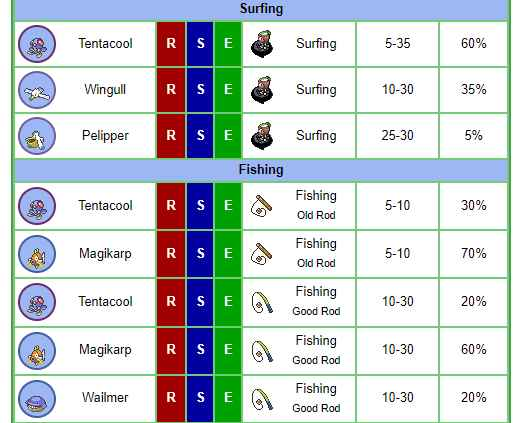 Surfing
Tentacool R S E Surfing 5-35 60%
Wingull R S E Surfing 10-30 35%
Pelipper R S E Surfing 25-30 5%
Fishing
Tentacool R S E Fishing Old Rod 5-10 30%
Magikarp R S E Fishing Old Rod 5-10 70%
Tentacool R S E Fishing Good Rod 10-30 20%
Magikarp R S E Fishing Good Rod 10-30 60%
Wailmer R S E Fishing Good Rod 10-30 20%